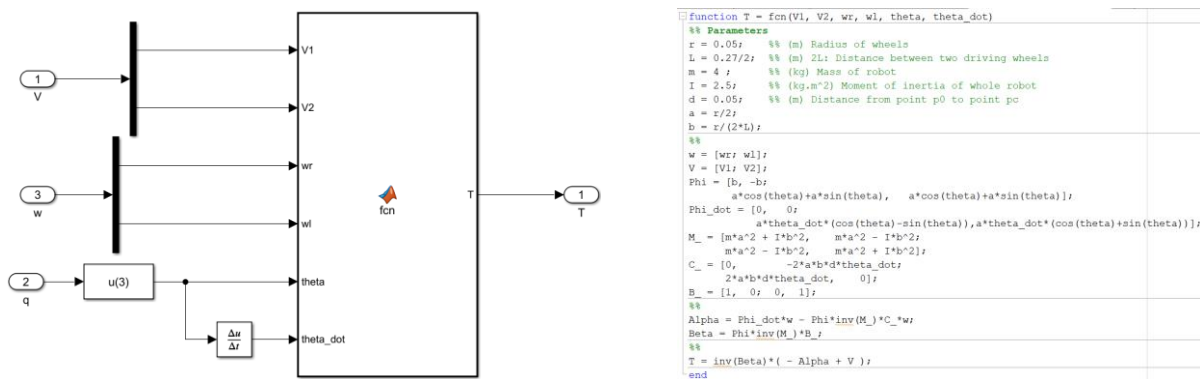 V1
1
V
V2
wr
3
w
fcn
T
1
T
wl
2
q
u(3)
theta
Δu
Δt
theta_dot
function T = fcn(V1, V2, wr, wl, theta, theta_dot)
%% Parameters
r = 0.05; %% (m) Radius of wheels
L = 0.27/2; %% (m) 2L: Distance between two driving wheels
m = 4 ; %% (kg) Mass of robot
I = 2.5; %% (kg.m^2) Moment of inertia of whole robot
d = 0.05; %% (m) Distance from point p0 to point pc
a = r/2;
b = r/(2*L);
%%
w = [wr; wl];
V = [V1; V2];
Phi = [b, -b;
a*cos(theta)+a*sin(theta), a*cos(theta)+a*sin(theta)];
Phi_dot = [0, 0;
a*theta_dot*(cos(theta)-sin(theta)),a*theta_dot*(cos(theta)+sin(theta))];
M_ = [m*a^2 + I*b^2, m*a^2 - I*b^2;
m*a^2 - I*b^2, m*a^2 + I*b^2];
C_ = [0, -2*a*b*d*theta_dot;
2*a*b*d*theta_dot, 0];
B_ = [1, 0; 0, 1];
%%
Alpha = Phi_dot*w - Phi*inv(M_)*C_*w;
Beta = Phi*inv(M_)*B_;
%%
T = inv(Beta)*( - Alpha + V );
end